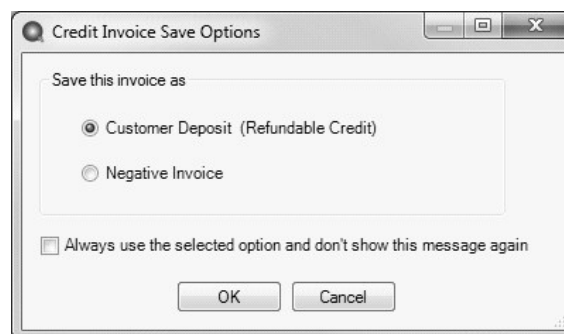 Credit Invoice Save Options
Save this invoice as
Customer Deposit (Refundable Credit)
Negative Invoice
Always use the selected option and don't show this message again
OK Cancel